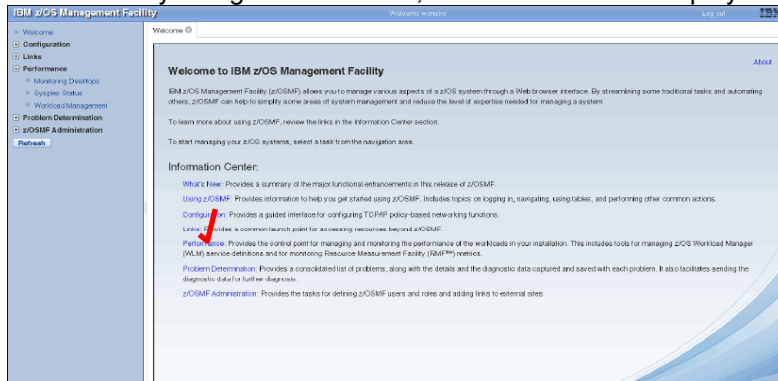 IBM z/OS Management Facility
Welcome wancke
Log out
IBM
Welcome
Configuration
Links
Performance
Monitoring Desktops
Sysplex Status
Workload Management
Problem Determination
z/OSMF Administration
Refresh
Welcome
About
Welcome to IBM z/OS Management Facility
IBM z/OS Management Facility (z/OSMF) allows you to manage various aspects of a z/OS system through a Web browser interface. By streamlining some traditional tasks and automating
others, z/OSMF can help to simplify some areas of system management and reduce the level of expertise needed for managing a system.
To learn more about using z/OSMF, review the links in the Information Center section.
To start managing your z/OS systems, select a task from the navigation area.
Information Center:
What's New: Provides a summary of the major functional enhancements in this release of z/OSMF.
Using z/OSMF: Provides information to help you get started using z/OSMF. Includes topics on logging in, navigating, using tables, and performing other common actions.
Configuration: Provides a guided interface for configuring TCP/IP policy-based networking functions.
Links: Provides a common launch point for accessing resources beyond z/OSMF.
Performance: Provides the control point for managing and monitoring the performance of the workloads in your installation. This includes tools for managing z/OS Workload Manager
(WLM) service definitions and for monitoring Resource Measurement Facility (RMF™) metrics.
Problem Determination: Provides a consolidated list of problems, along with the details and the diagnostic data captured and saved with each problem. It also facilitates sending the
diagnostic data for further diagnosis.
z/OSMF Administration: Provides the tasks for defining z/OSMF users and roles and adding links to external sites.